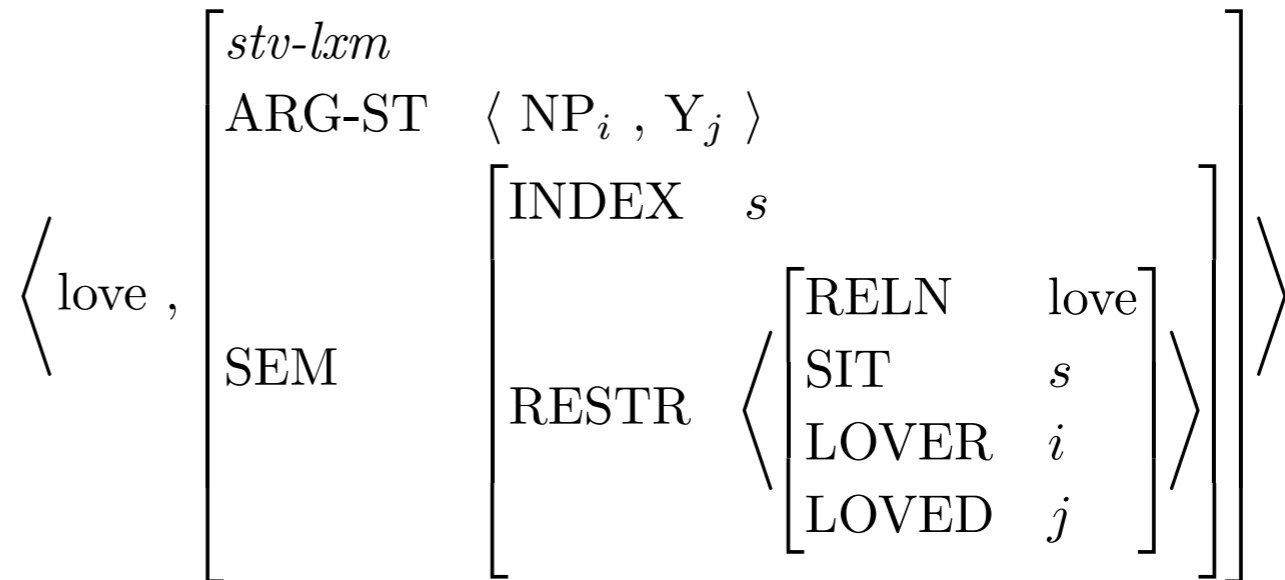 stv-lxm
ARG-ST ⟨ NP_i , Y_j ⟩
INDEX s
⟨ love ,
RELN love
SEM
SIT s
RESTR
LOVER i
LOVED j
⟩